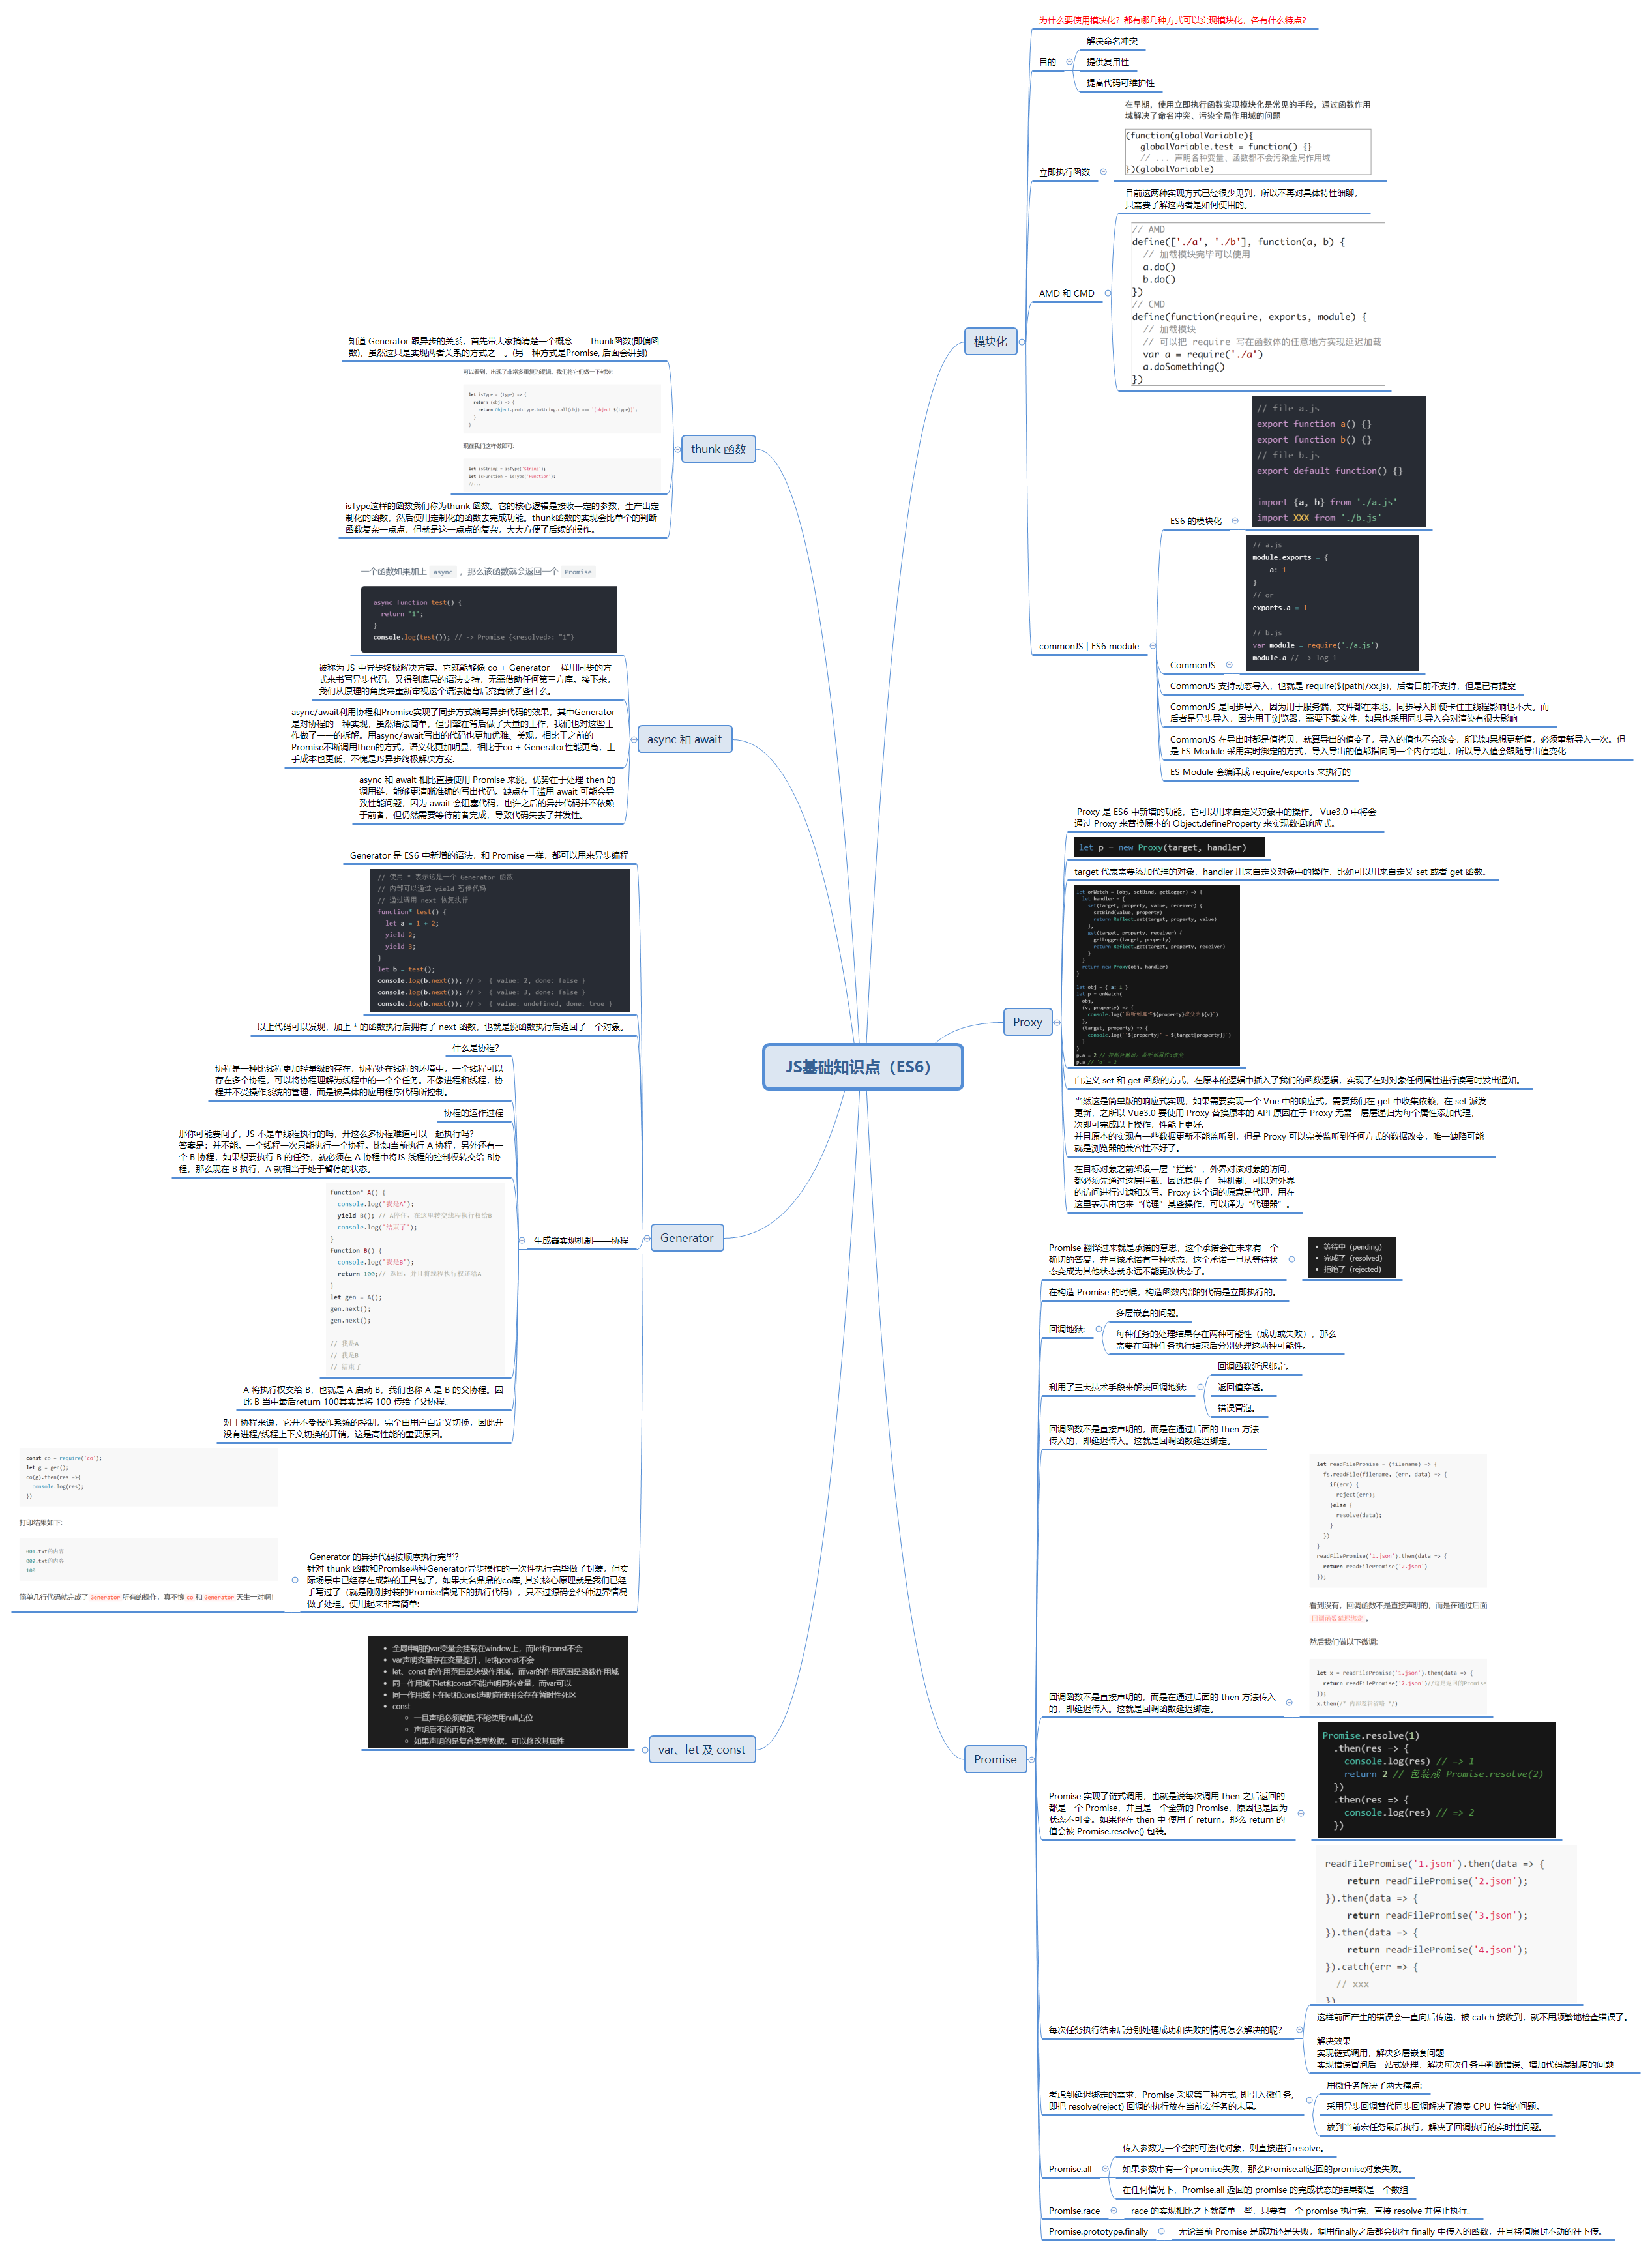 JS基础知识点（ES6）
模块化
为什么要使用模块化？都有哪几种方式可以实现模块化，各有什么特点？
目的
解决命名冲突
提供复用性
提高代码可维护性
立即执行函数
在早期，使用立即执行函数实现模块化是常见的手段，通过函数作用
域解决了命名冲突、污染全局作用域的问题
(function(globalVariable){
globalVariable.test = function() {}
// ... 声明各种变量、函数都不会污染全局作用域
})(globalVariable)
AMD 和 CMD
目前这两种实现方式已经很少见到，所以不再对具体特性细聊，
只需要了解这两者是如何使用的。
// AMD
define(['./a', './b'], function(a, b) {
// 加载模块完毕可以使用
a.do()
b.do()
})
// CMD
define(function(require, exports, module) {
// 加载模块
// 可以把 require 写在函数体的任意地方实现延迟加载
var a = require('./a')
a.doSomething()
})
commonJS | ES6 module
ES6 的模块化
// file a.js
export function a() {}
export function b() {}
// file b.js
export default function() {}
import {a, b} from './a.js'
import XXX from './b.js'
CommonJS
// a.js
module.exports = {
a: 1
}
// or
exports.a = 1
// b.js
var module = require('./a.js')
module.a // -> log 1
CommonJS 支持动态导入，也就是 require(${path}/xx.js)，后者目前不支持，但是已有提案
CommonJS 是同步导入，因为用于服务端，文件都在本地，同步导入即使卡住主线程影响也不大。而
后者是异步导入，因为用于浏览器，需要下载文件，如果也采用同步导入会对渲染有很大影响
CommonJS 在导出时都是值拷贝，就算导出的值变了，导入的值也不会改变，所以如果想更新值，必须重新导入一次。但
是 ES Module 采用实时绑定的方式，导入导出的值都指向同一个内存地址，所以导入值会跟随导出值变化
ES Module 会编译成 require/exports 来执行的
Proxy
Proxy 是 ES6 中新增的功能，它可以用来自定义对象中的操作。 Vue3.0 中将会
通过 Proxy 来替换原本的 Object.defineProperty 来实现数据响应式。
let p = new Proxy(target, handler)
target 代表需要添加代理的对象，handler 用来自定义对象中的操作，比如可以用来自定义 set 或者 get 函数。
let onWatch = (obj, setBind, getLogger) => {
let handler = {
set(target, property, value, receiver) {
setBind(value, property)
return Reflect.set(target, property, value)
},
get(target, property, receiver) {
getLogger(target, property)
return Reflect.get(target, property, receiver)
}
}
return new Proxy(obj, handler)
}
let obj = { a: 1 }
let p = onWatch(
obj,
(v, property) => {
console.log(`监听到属性${property}改变为${v}`)
},
(target, property) => {
console.log(`'${property}' = ${target[property]}`)
}
)
p.a = 2 // 控制台输出：监听到属性a改变
p.a // 'a' = 2
自定义 set 和 get 函数的方式，在原本的逻辑中插入了我们的函数逻辑，实现了在对对象任何属性进行读写时发出通知。
当然这是简单版的响应式实现，如果需要实现一个 Vue 中的响应式，需要我们在 get 中收集依赖，在 set 派发
更新，之所以 Vue3.0 要使用 Proxy 替换原本的 API 原因在于 Proxy 无需一层层递归为每个属性添加代理，一
次即可完成以上操作，性能上更好.
并且原本的实现有一些数据更新不能监听到，但是 Proxy 可以完美监听到任何方式的数据改变，唯一缺陷可能
就是浏览器的兼容性不好了。
在目标对象之前架设一层“拦截”，外界对该对象的访问，
都必须先通过这层拦截，因此提供了一种机制，可以对外界
的访问进行过滤和改写。Proxy 这个词的原意是代理，用在
这里表示由它来“代理”某些操作，可以译为“代理器”。
Promise
Promise 翻译过来就是承诺的意思，这个承诺会在未来有一个
确切的答复，并且该承诺有三种状态，这个承诺一旦从等待状
态变成为其他状态就永远不能更改状态了。
等待中（pending）
完成了（resolved）
拒绝了（rejected）
在构造 Promise 的时候，构造函数内部的代码是立即执行的。
回调地狱:
多层嵌套的问题。
每种任务的处理结果存在两种可能性（成功或失败），那么
需要在每种任务执行结束后分别处理这两种可能性。
利用了三大技术手段来解决回调地狱:
回调函数延迟绑定。
返回值穿透。
错误冒泡。
回调函数不是直接声明的，而是在通过后面的 then 方法
传入的，即延迟传入。这就是回调函数延迟绑定。
回调函数不是直接声明的，而是在通过后面的 then 方法传入
的，即延迟传入。这就是回调函数延迟绑定。
let readFilePromise = (filename) => {
fs.readFile(filename, (err, data) => {
if(err) {
reject(err);
}else {
resolve(data);
}
})
}
readFilePromise('1.json').then(data => {
return readFilePromise('2.json')
});
看到没有，回调函数不是直接声明的，而是在通过后面
回调函数延迟绑定 。
然后我们做以下微调:
let x = readFilePromise('1.json').then(data => {
return readFilePromise('2.json')//这是返回的Promise
});
x.then(/* 内部逻辑省略 */)
Promise 实现了链式调用，也就是说每次调用 then 之后返回的
都是一个 Promise，并且是一个全新的 Promise，原因也是因为
状态不可变。如果你在 then 中 使用了 return，那么 return 的
值会被 Promise.resolve() 包装。
Promise.resolve(1)
.then(res => {
console.log(res) // => 1
return 2 // 包装成 Promise.resolve(2)
})
.then(res => {
console.log(res) // => 2
})
每次任务执行结束后分别处理成功和失败的情况怎么解决的呢？
readFilePromise('1.json').then(data => {
return readFilePromise('2.json');
}).then(data => {
return readFilePromise('3.json');
}).then(data => {
return readFilePromise('4.json');
}).catch(err => {
// xxx
})
这样前面产生的错误会一直向后传递，被 catch 接收到，就不用频繁地检查错误了。
解决效果
实现链式调用，解决多层嵌套问题
实现错误冒泡后一站式处理，解决每次任务中判断错误、增加代码混乱度的问题
考虑到延迟绑定的需求，Promise 采取第三种方式, 即引入微任务,
即把 resolve(reject) 回调的执行放在当前宏任务的末尾。
用微任务解决了两大痛点:
采用异步回调替代同步回调解决了浪费 CPU 性能的问题。
放到当前宏任务最后执行，解决了回调执行的实时性问题。
Promise.all
传入参数为一个空的可迭代对象，则直接进行resolve。
如果参数中有一个promise失败，那么Promise.all返回的promise对象失败。
在任何情况下，Promise.all 返回的 promise 的完成状态的结果都是一个数组
Promise.race
race 的实现相比之下就简单一些，只要有一个 promise 执行完，直接 resolve 并停止执行。
Promise.prototype.finally
无论当前 Promise 是成功还是失败，调用finally之后都会执行 finally 中传入的函数，并且将值原封不动的往下传。
thunk 函数
知道 Generator 跟异步的关系，首先带大家搞清楚一个概念——thunk函数(即偏函
数)，虽然这只是实现两者关系的方式之一。(另一种方式是Promise, 后面会讲到)
可以看到，出现了非常多重复的逻辑。我们将它们做一下封装:
let isType = (type) => {
return (obj) => {
return Object.prototype.toString.call(obj) === `[object ${type}]`;
}
}
现在我们这样做即可:
let isString = isType('String');
let isFunction = isType('Function');
//...
isType这样的函数我们称为thunk 函数。它的核心逻辑是接收一定的参数，生产出定
制化的函数，然后使用定制化的函数去完成功能。thunk函数的实现会比单个的判断
函数复杂一点点，但就是这一点点的复杂，大大方便了后续的操作。
async 和 await
一个函数如果加上 async ，那么该函数就会返回一个 Promise
async function test() {
return "1";
}
console.log(test()); // -> Promise {<resolved>: "1"}
被称为 JS 中异步终极解决方案。它既能够像 co + Generator 一样用同步的方
式来书写异步代码，又得到底层的语法支持，无需借助任何第三方库。接下来，
我们从原理的角度来重新审视这个语法糖背后究竟做了些什么。
async/await利用协程和Promise实现了同步方式编写异步代码的效果，其中Generator
是对协程的一种实现，虽然语法简单，但引擎在背后做了大量的工作，我们也对这些工
作做了一一的拆解。用async/await写出的代码也更加优雅、美观，相比于之前的
Promise不断调用then的方式，语义化更加明显，相比于co + Generator性能更高，上
手成本也更低，不愧是JS异步终极解决方案.
async 和 await 相比直接使用 Promise 来说，优势在于处理 then 的
调用链，能够更清晰准确的写出代码。缺点在于滥用 await 可能会导
致性能问题，因为 await 会阻塞代码，也许之后的异步代码并不依赖
于前者，但仍然需要等待前者完成，导致代码失去了并发性。
Generator
Generator 是 ES6 中新增的语法，和 Promise 一样，都可以用来异步编程
// 使用 * 表示这是一个 Generator 函数
// 内部可以通过 yield 暂停代码
// 通过调用 next 恢复执行
function* test() {
let a = 1 + 2;
yield 2;
yield 3;
}
let b = test();
console.log(b.next()); // > { value: 2, done: false }
console.log(b.next()); // > { value: 3, done: false }
console.log(b.next()); // > { value: undefined, done: true }
以上代码可以发现，加上 * 的函数执行后拥有了 next 函数，也就是说函数执行后返回了一个对象。
生成器实现机制——协程
什么是协程？
协程是一种比线程更加轻量级的存在，协程处在线程的环境中，一个线程可以
存在多个协程，可以将协程理解为线程中的一个个任务。不像进程和线程，协
程并不受操作系统的管理，而是被具体的应用程序代码所控制。
协程的运作过程
那你可能要问了，JS 不是单线程执行的吗，开这么多协程难道可以一起执行吗？
答案是：并不能。一个线程一次只能执行一个协程。比如当前执行 A 协程，另外还有一
个 B 协程，如果想要执行 B 的任务，就必须在 A 协程中将JS 线程的控制权转交给 B协
程，那么现在 B 执行，A 就相当于处于暂停的状态。
function* A() {
console.log("我是A");
yield B(); // A停住，在这里转交线程执行权给B
console.log("结束了");
}
function B() {
console.log("我是B");
return 100;// 返回，并且将线程执行权还给A
}
let gen = A();
gen.next();
gen.next();
// 我是A
// 我是B
// 结束了
A 将执行权交给 B，也就是 A 启动 B，我们也称 A 是 B 的父协程。因
此 B 当中最后return 100其实是将 100 传给了父协程。
对于协程来说，它并不受操作系统的控制，完全由用户自定义切换，因此并
没有进程/线程上下文切换的开销，这是高性能的重要原因。
Generator 的异步代码按顺序执行完毕？
针对 thunk 函数和Promise两种Generator异步操作的一次性执行完毕做了封装，但实
际场景中已经存在成熟的工具包了，如果大名鼎鼎的co库, 其实核心原理就是我们已经
手写过了（就是刚刚封装的Promise情况下的执行代码），只不过源码会各种边界情况
做了处理。使用起来非常简单:
const co = require('co');
let g = gen();
co(g).then(res =>{
console.log(res);
})
打印结果如下:
001.txt的内容
002.txt的内容
100
简单几行代码就完成了 Generator 所有的操作，真不愧 co 和 Generator 天生一对啊！
var、let 及 const
全局申明的var变量会挂载在window上，而let和const不会
var声明变量存在变量提升，let和const不会
let、const 的作用范围是块级作用域，而var的作用范围是函数作用域
同一作用域下let和const不能声明同名变量，而var可以
同一作用域下在let和const声明前使用会存在暂时性死区
const
一旦声明必须赋值,不能使用null占位
声明后不能再修改
如果声明的是复合类型数据，可以修改其属性